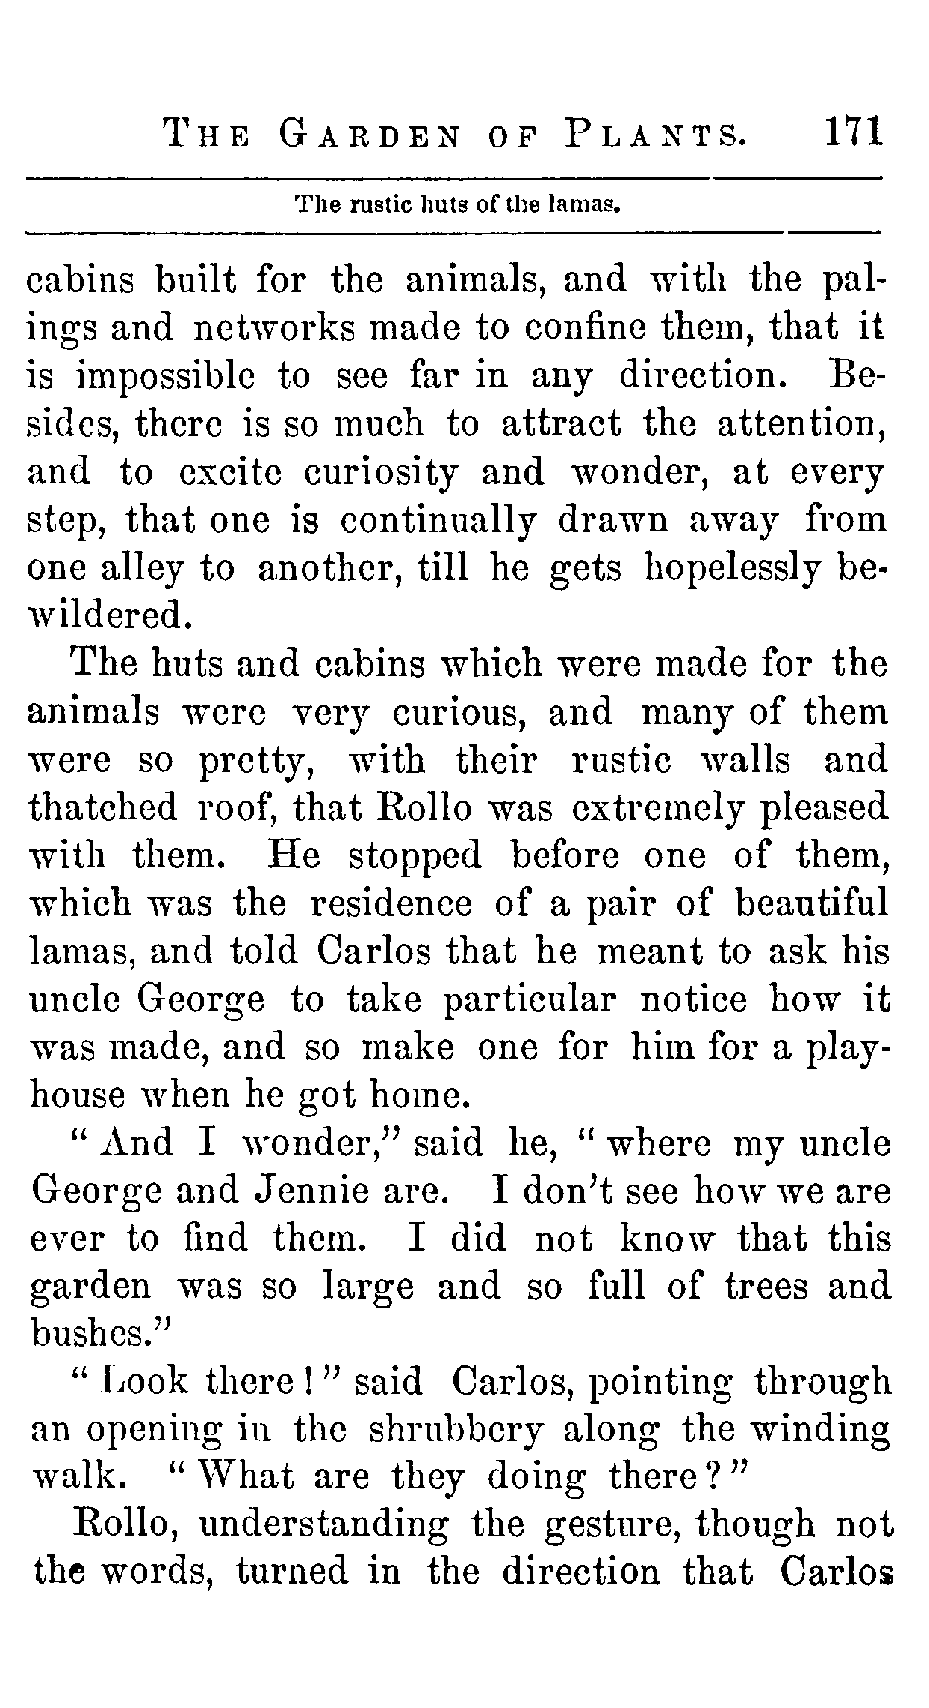 THE GARDEN OF PLANTS. 171
The rustic huts of the lamas.
cabins built for the animals, and with the pal-
ings and networks made to confine them, that it
is impossible to see far in any direction. Be-
sides, there is so much to attract the attention,
and to excite curiosity and wonder, at every
step, that one is continually drawn away from
one alley to another, till he gets hopelessly be-
wildered.
The huts and cabins which were made for the
animals were very curious, and many of them
were so pretty, with their rustic walls and
thatched roof, that Rollo was extremely pleased
with them. He stopped before one of them,
which was the residence of a pair of beautiful
lamas, and told Carlos that he meant to ask his
uncle George to take particular notice how it
was made, and so make one for him for a play-
house when he got home.
“ And I wonder,” said he, “ where my uncle
George and Jennie are. I don’t see how we are
ever to find them. I did not know that this
garden was so large and so full of trees and
bushes.”
“ Look there ! ” said Carlos, pointing through
an opening in the shrubbery along the winding
walk. “ What are they doing there ? ”
Rollo, understanding the gesture, though not
the words, turned in the direction that Carlos